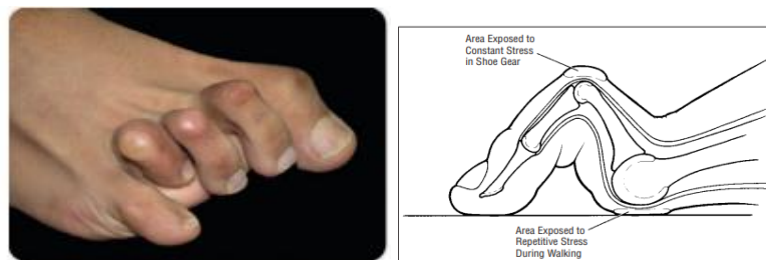 Area Exposed to
Constant Stress
in Shoe Gear
Area Exposed to
Repetitive Stress
During Walking